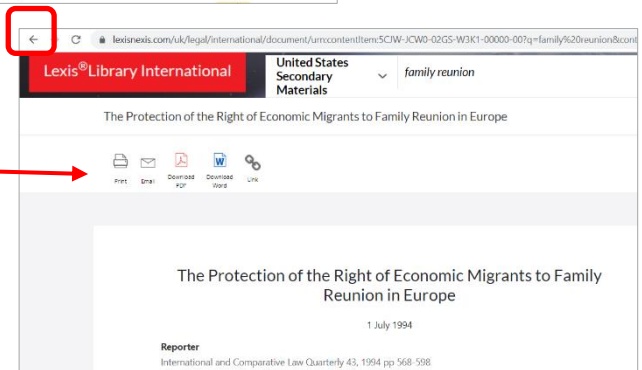 lexisnexis.com/uk/legal/international/document/urn:contentItem:5CJW-JCW0-02GS-W3K1-00000-00?q=family%20reunion&cont
Lexis®Library International
United States
Secondary
Materials
family reunion
The Protection of the Right of Economic Migrants to Family Reunion in Europe
Print Email Download PDF Download Word Link
The Protection of the Right of Economic Migrants to Family
Reunion in Europe
1 July 1994
Reporter
International and Comparative Law Quarterly 43, 1994 pp 568-598